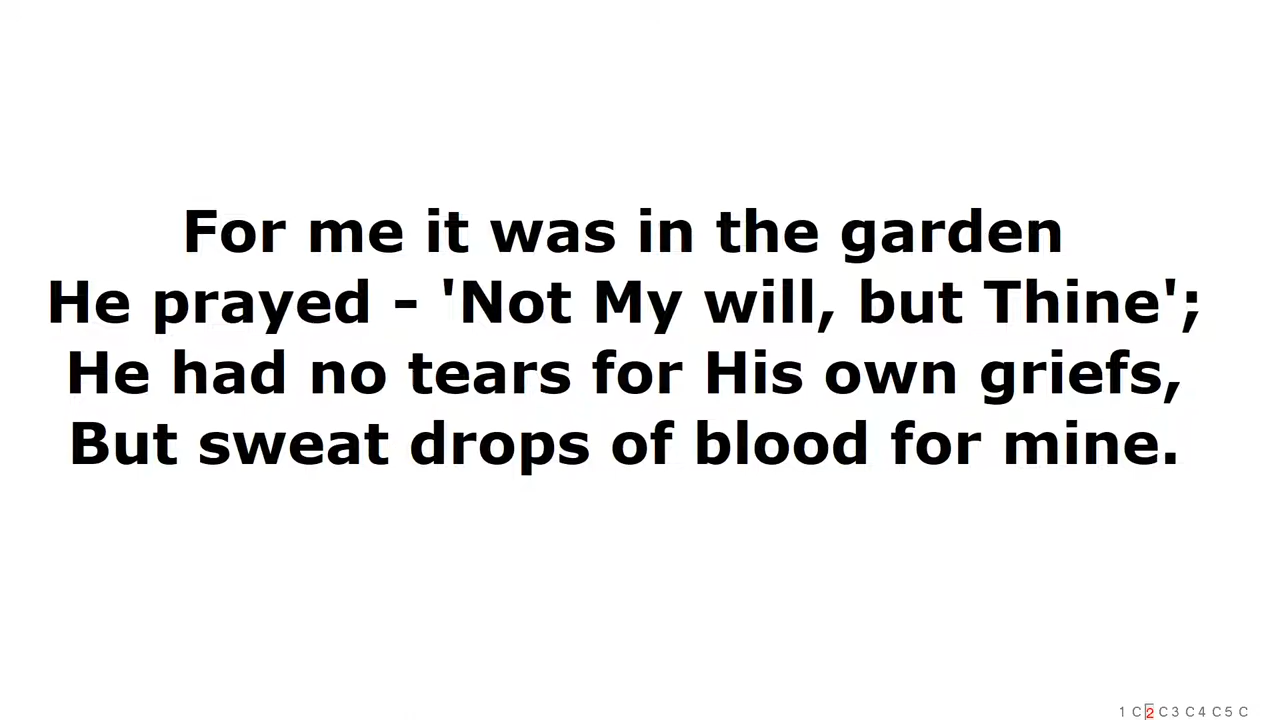 For me it was in the garden
He prayed - 'Not My will, but Thine';
He had no tears for His own griefs,
But sweat drops of blood for mine.
1 C 2 C 3 C 4 C 5 C